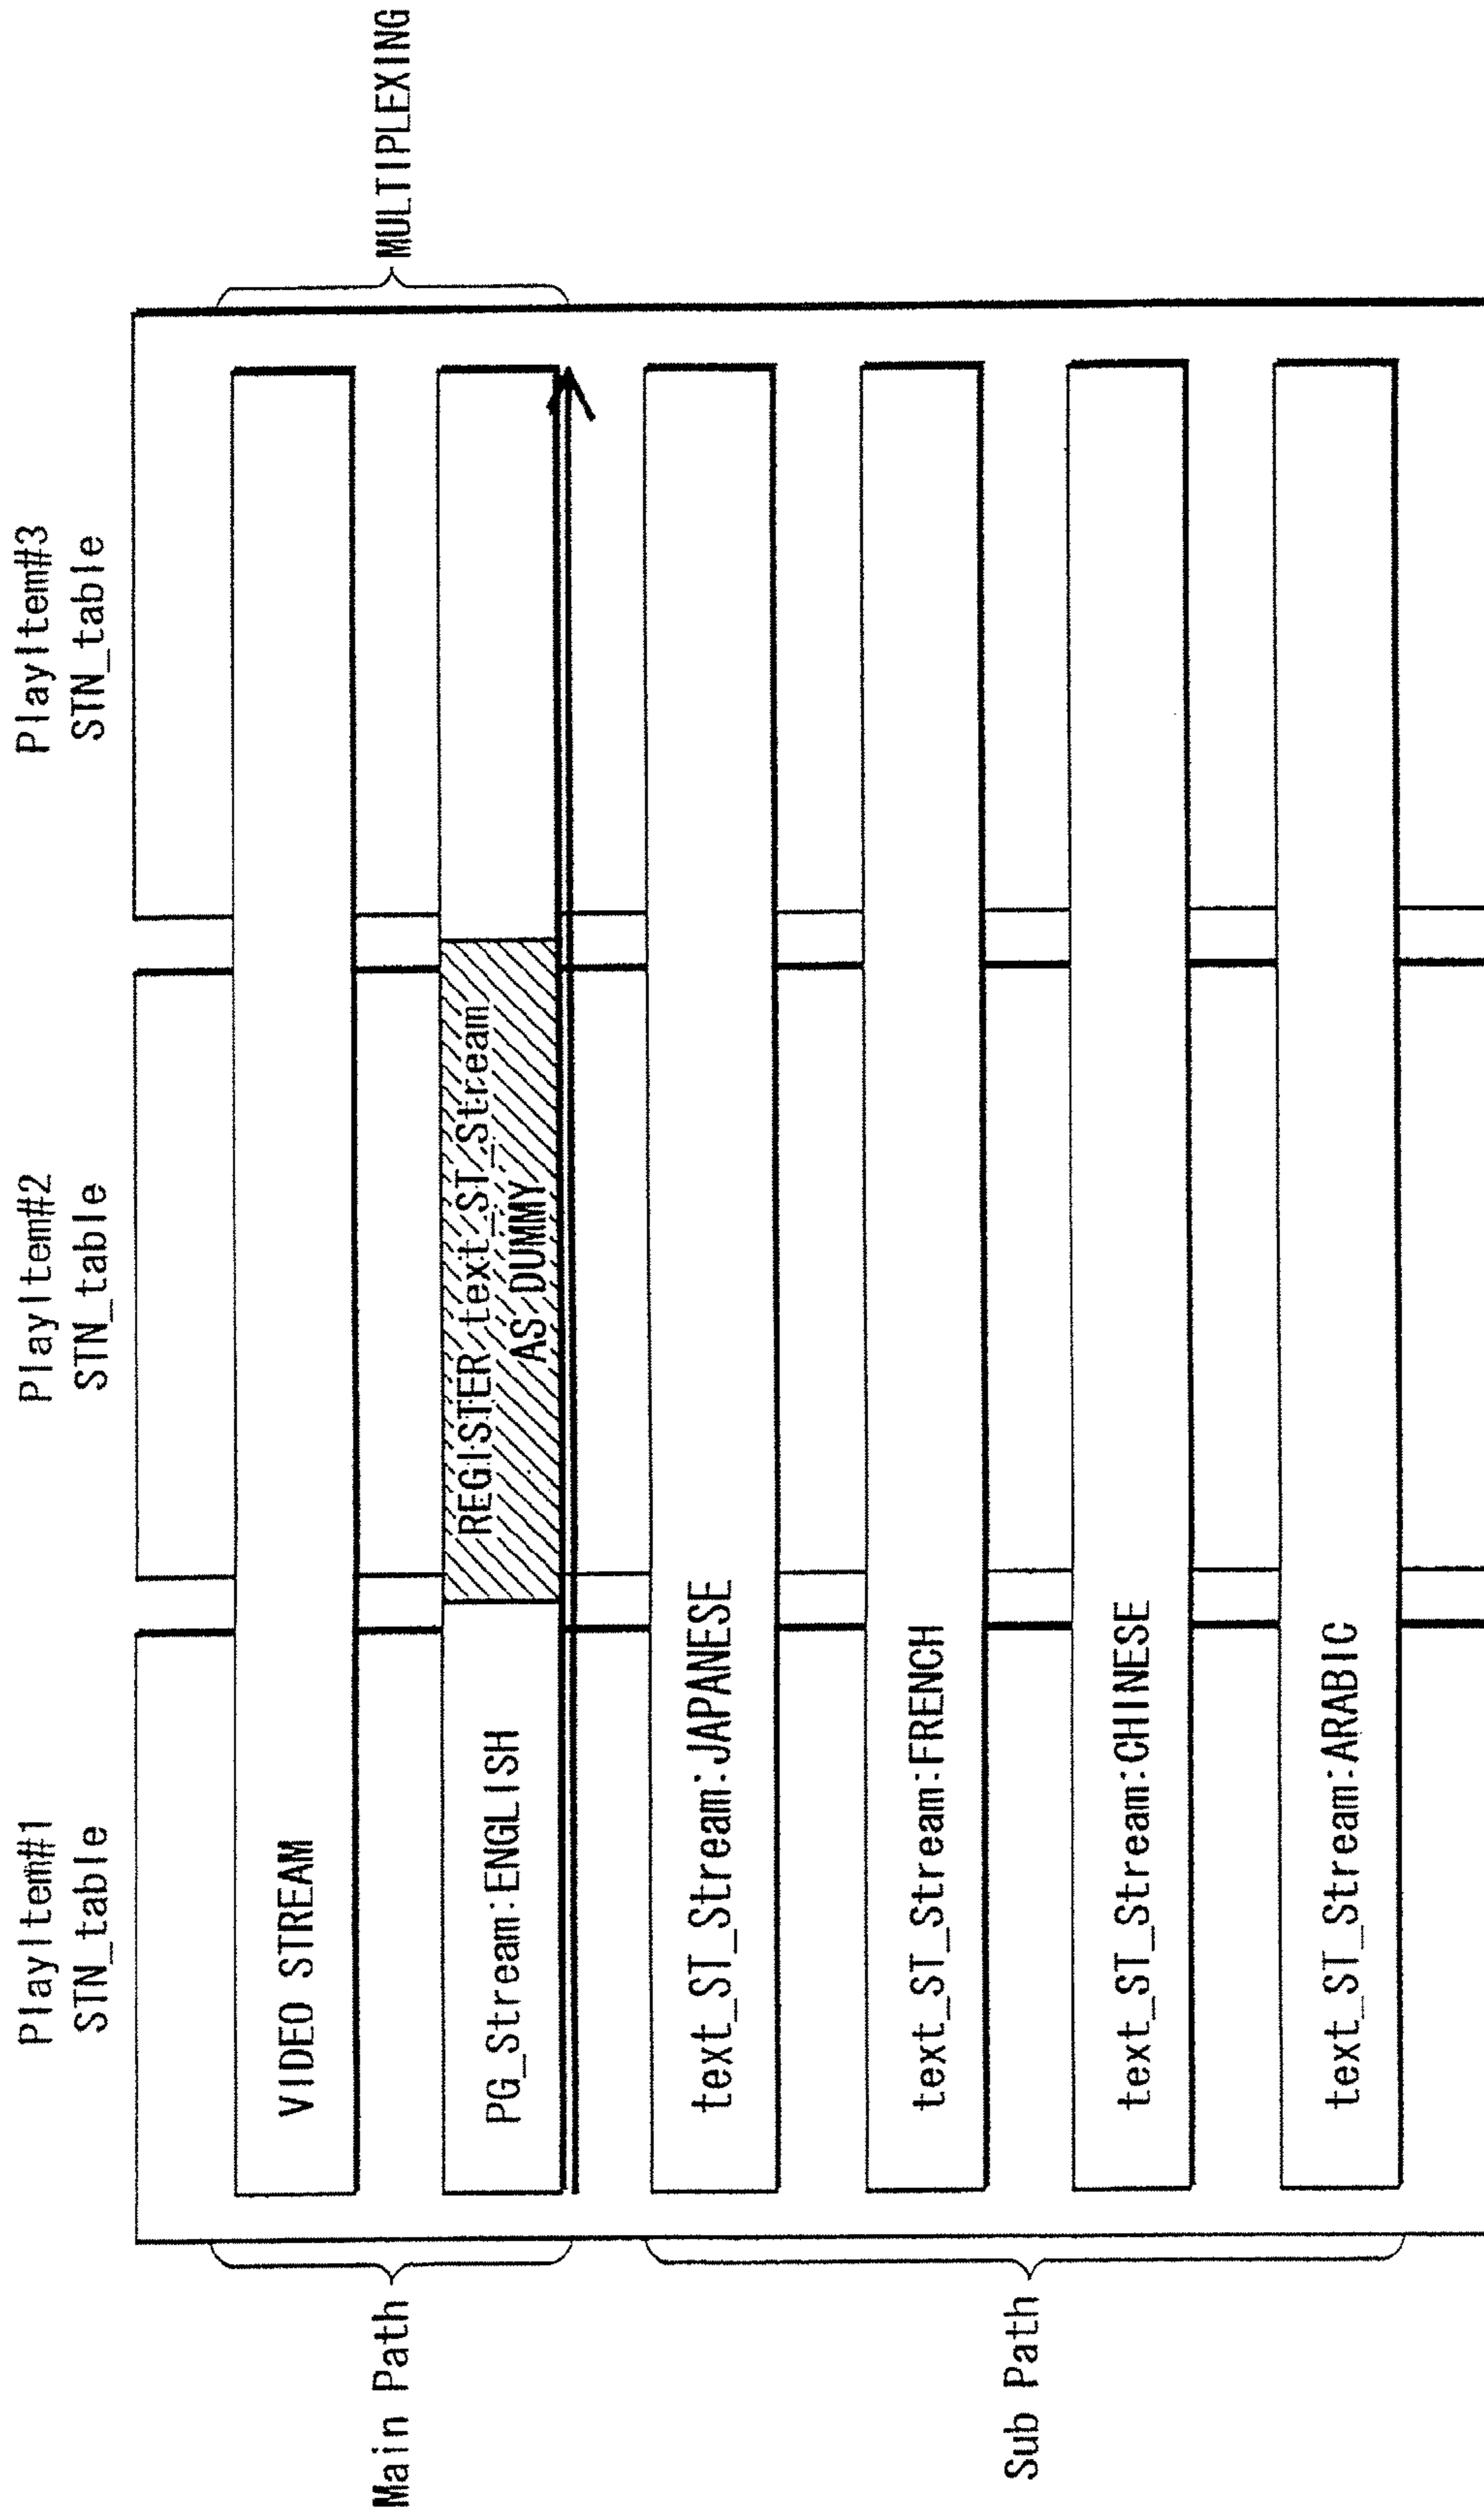 PlayItem#1
STN_table
PlayItem#2
STN_table
PlayItem#3
STN_table
Main Path
VIDEO STREAM
PG_Stream:ENGLISH
REGISTER text_ST_Stream
AS DUMMY
MULTIPLEXING
Sub Path
text_ST_Stream:JAPANESE
text_ST_Stream:FRENCH
text_ST_Stream:CHINESE
text_ST_Stream:ARABIC